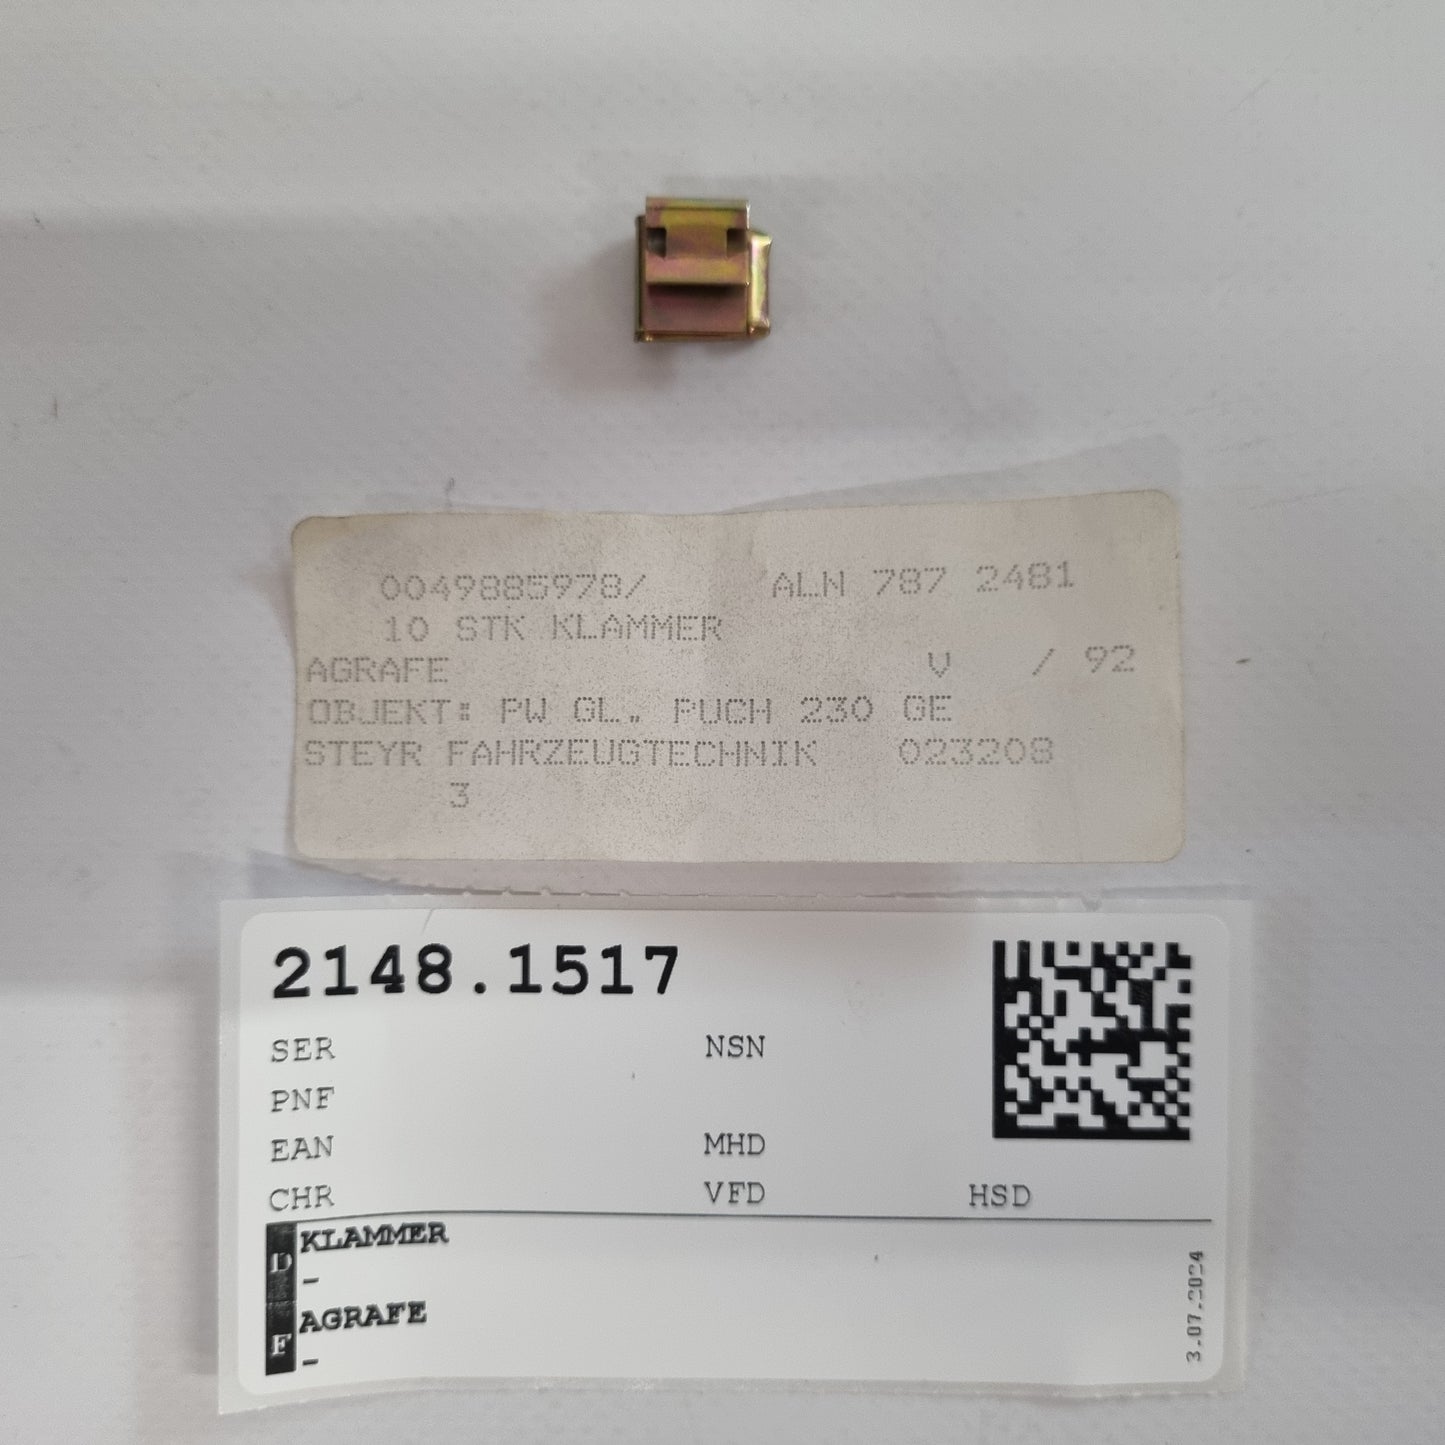 0049885978/ ALN 787 2481
10 STK KLAMMER
AGRAFE V / 92
OBJEKT: PW GL., PUCH 230 GE
STEYR FAHRZEUGTECHNIK 023208
3
2148.1517
SER NSN
PNF
EAN MHD
CHR VFD HSD
D KLAMMER
-
F AGRAFE
-
3.07.2024